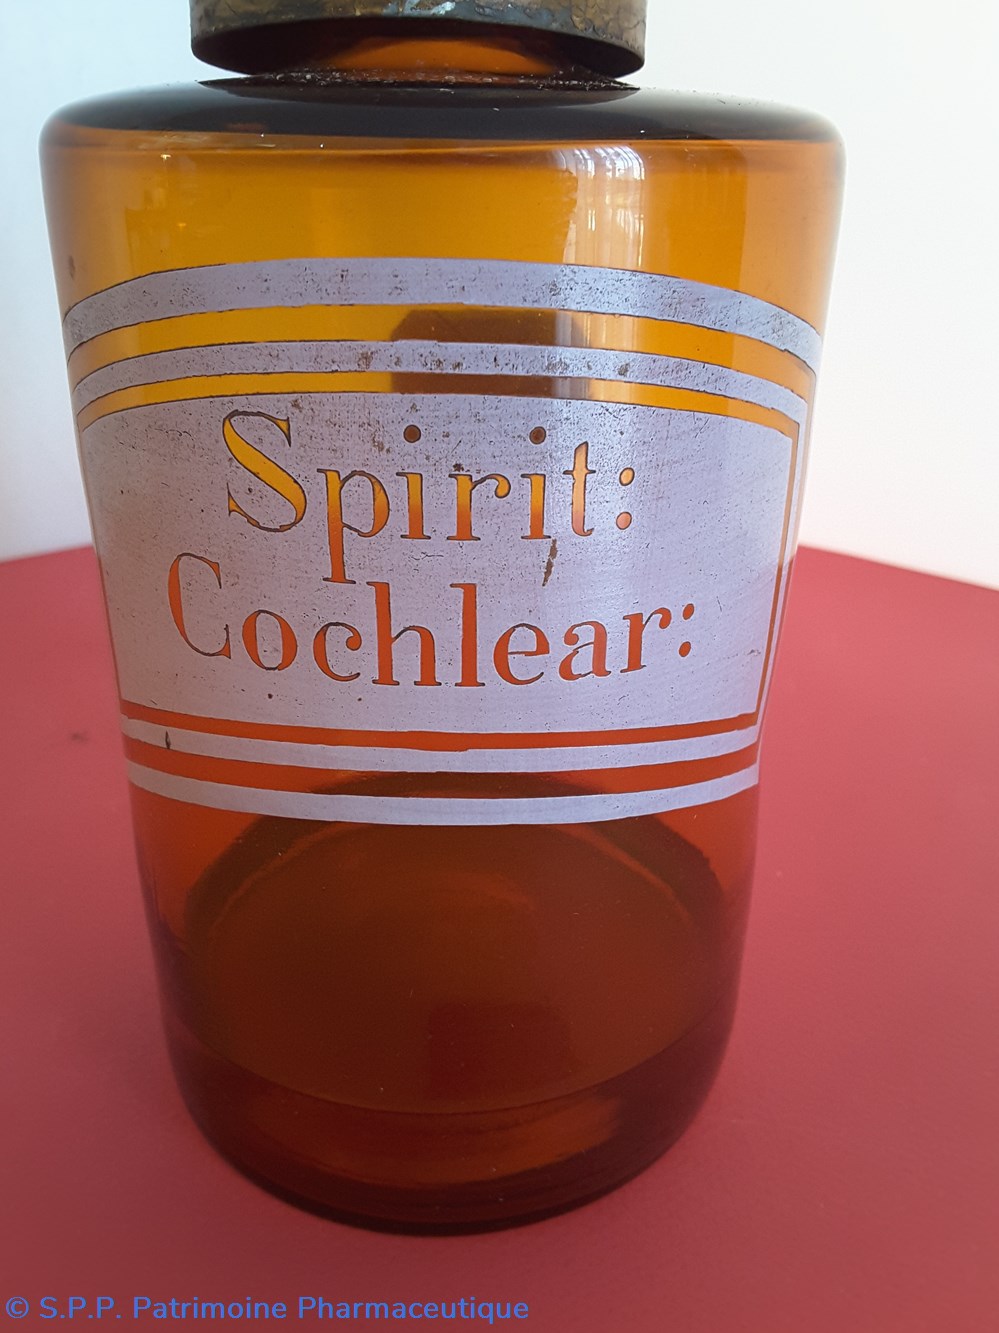 Spirit:
Cochlear:
© S.P.P. Patrimoine Pharmaceutique